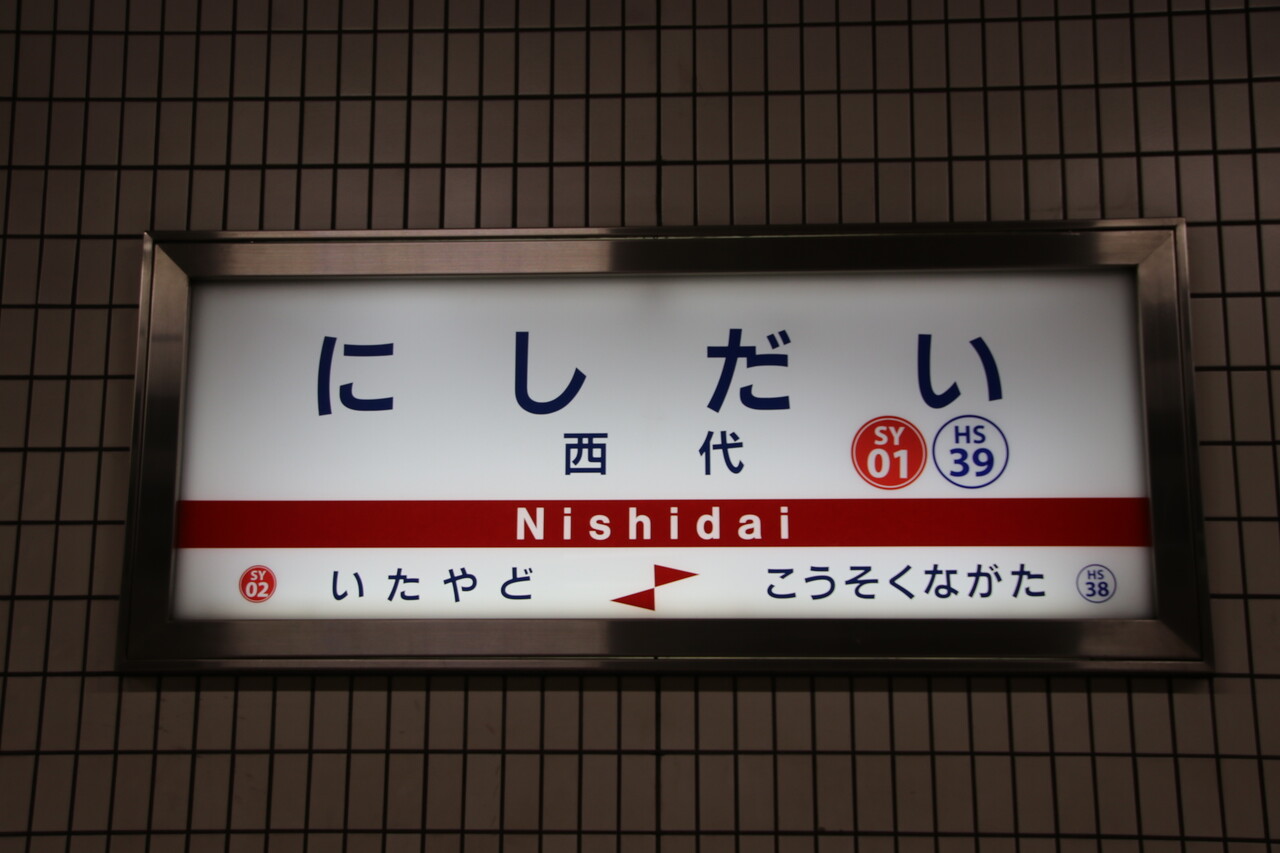 にしだい
西代 SY 01 HS 39
Nishidai
SY 02 いたやど こうそくながた HS 38